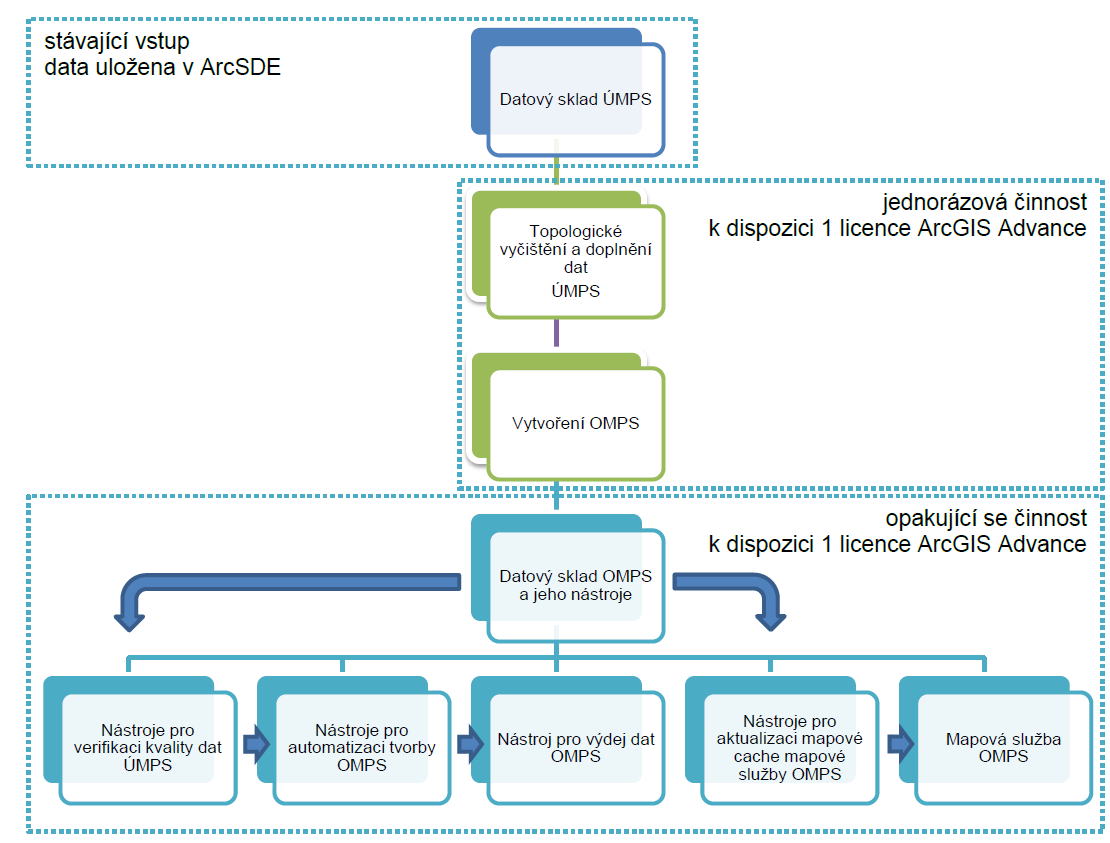 stávající vstup
data uložena v ArcSDE
Datový sklad ÚMPS
jednorázová činnost
k dispozici 1 licence ArcGIS Advance
Topologické
vyčištění a doplnění
dat
ÚMPS
Vytvoření OMPS
opakující se činnost
k dispozici 1 licence ArcGIS Advance
Datový sklad OMPS
a jeho nástroje
Nástroje pro
verifikaci kvality dat
ÚMPS
Nástroje pro
automatizaci tvorby
OMPS
Nástroj pro výdej dat
OMPS
Nástroje pro
aktualizaci mapové
cache mapové
služby OMPS
Mapová služba
OMPS